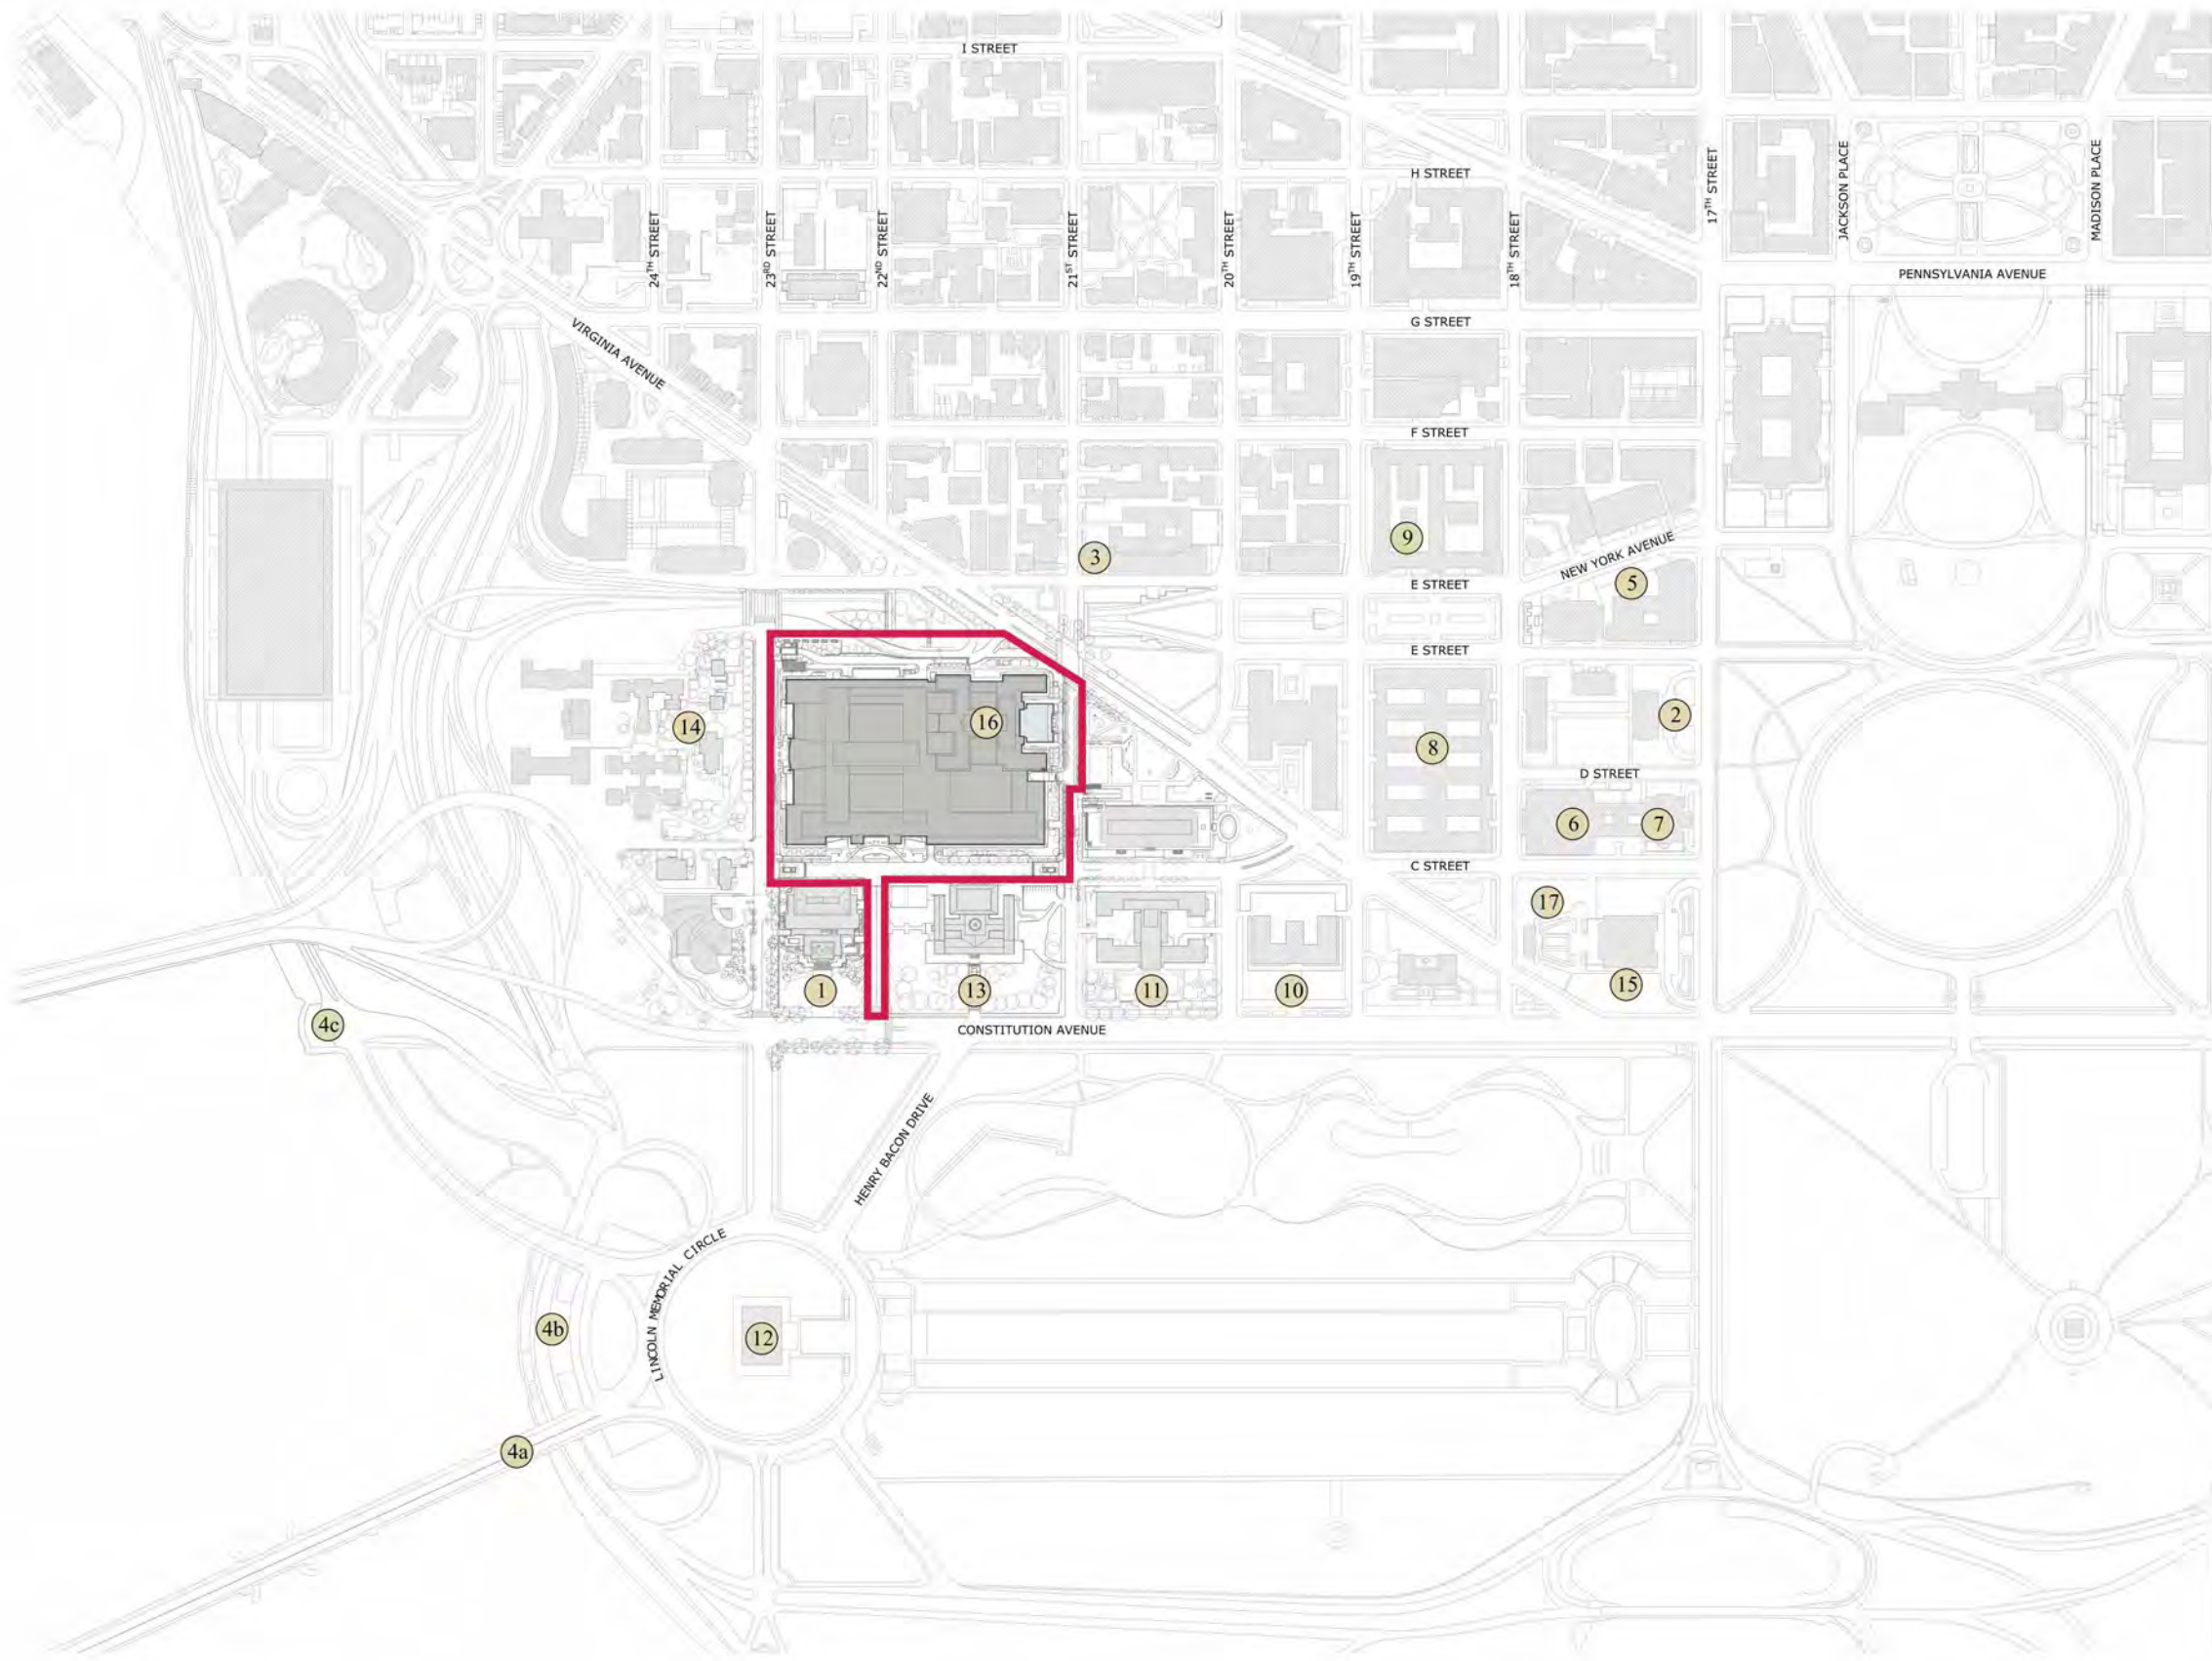 I STREET
H STREET
17TH STREET
JACKSON PLACE
MADISON PLACE
24TH STREET
23RD STREET
22ND STREET
21ST STREET
20TH STREET
19TH STREET
18TH STREET
PENNSYLVANIA AVENUE
VIRGINIA AVENUE
G STREET
F STREET
9
3
NEW YORK AVENUE
E STREET
5
E STREET
14
16
2
8
D STREET
6
7
C STREET
17
1
13
11
10
15
4c
CONSTITUTION AVENUE
HENRY BACON DRIVE
LINCOLN MEMORIAL CIRCLE
4b
12
4a